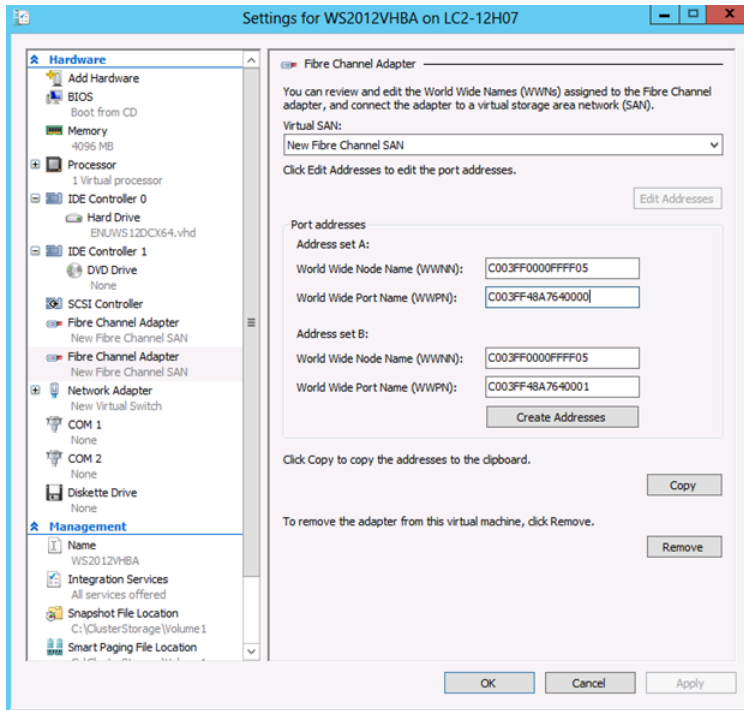 Settings for WS2012VHBA on LC2-12H07
Hardware
Add Hardware
BIOS
Boot from CD
Memory
4096 MB
Processor
1 Virtual processor
IDE Controller 0
Hard Drive
ENUWS12DCX64.vhd
IDE Controller 1
DVD Drive
None
SCSI Controller
Fibre Channel Adapter
New Fibre Channel SAN
Fibre Channel Adapter
New Fibre Channel SAN
Network Adapter
New Virtual Switch
COM 1
None
COM 2
None
Diskette Drive
None
Management
Name
WS2012VHBA
Integration Services
All services offered
Snapshot File Location
C:\ClusterStorage\Volume1
Smart Paging File Location
Fibre Channel Adapter
You can review and edit the World Wide Names (WWNs) assigned to the Fibre Channel
adapter, and connect the adapter to a virtual storage area network (SAN).
Virtual SAN:
New Fibre Channel SAN
Click Edit Addresses to edit the port addresses.
Edit Addresses
Port addresses
Address set A:
World Wide Node Name (WWNN): C003FF0000FFFF05
World Wide Port Name (WWPN): C003FF48A7640000
Address set B:
World Wide Node Name (WWNN): C003FF0000FFFF05
World Wide Port Name (WWPN): C003FF48A7640001
Create Addresses
Click Copy to copy the addresses to the clipboard.
Copy
To remove the adapter from this virtual machine, click Remove.
Remove
OK Cancel Apply